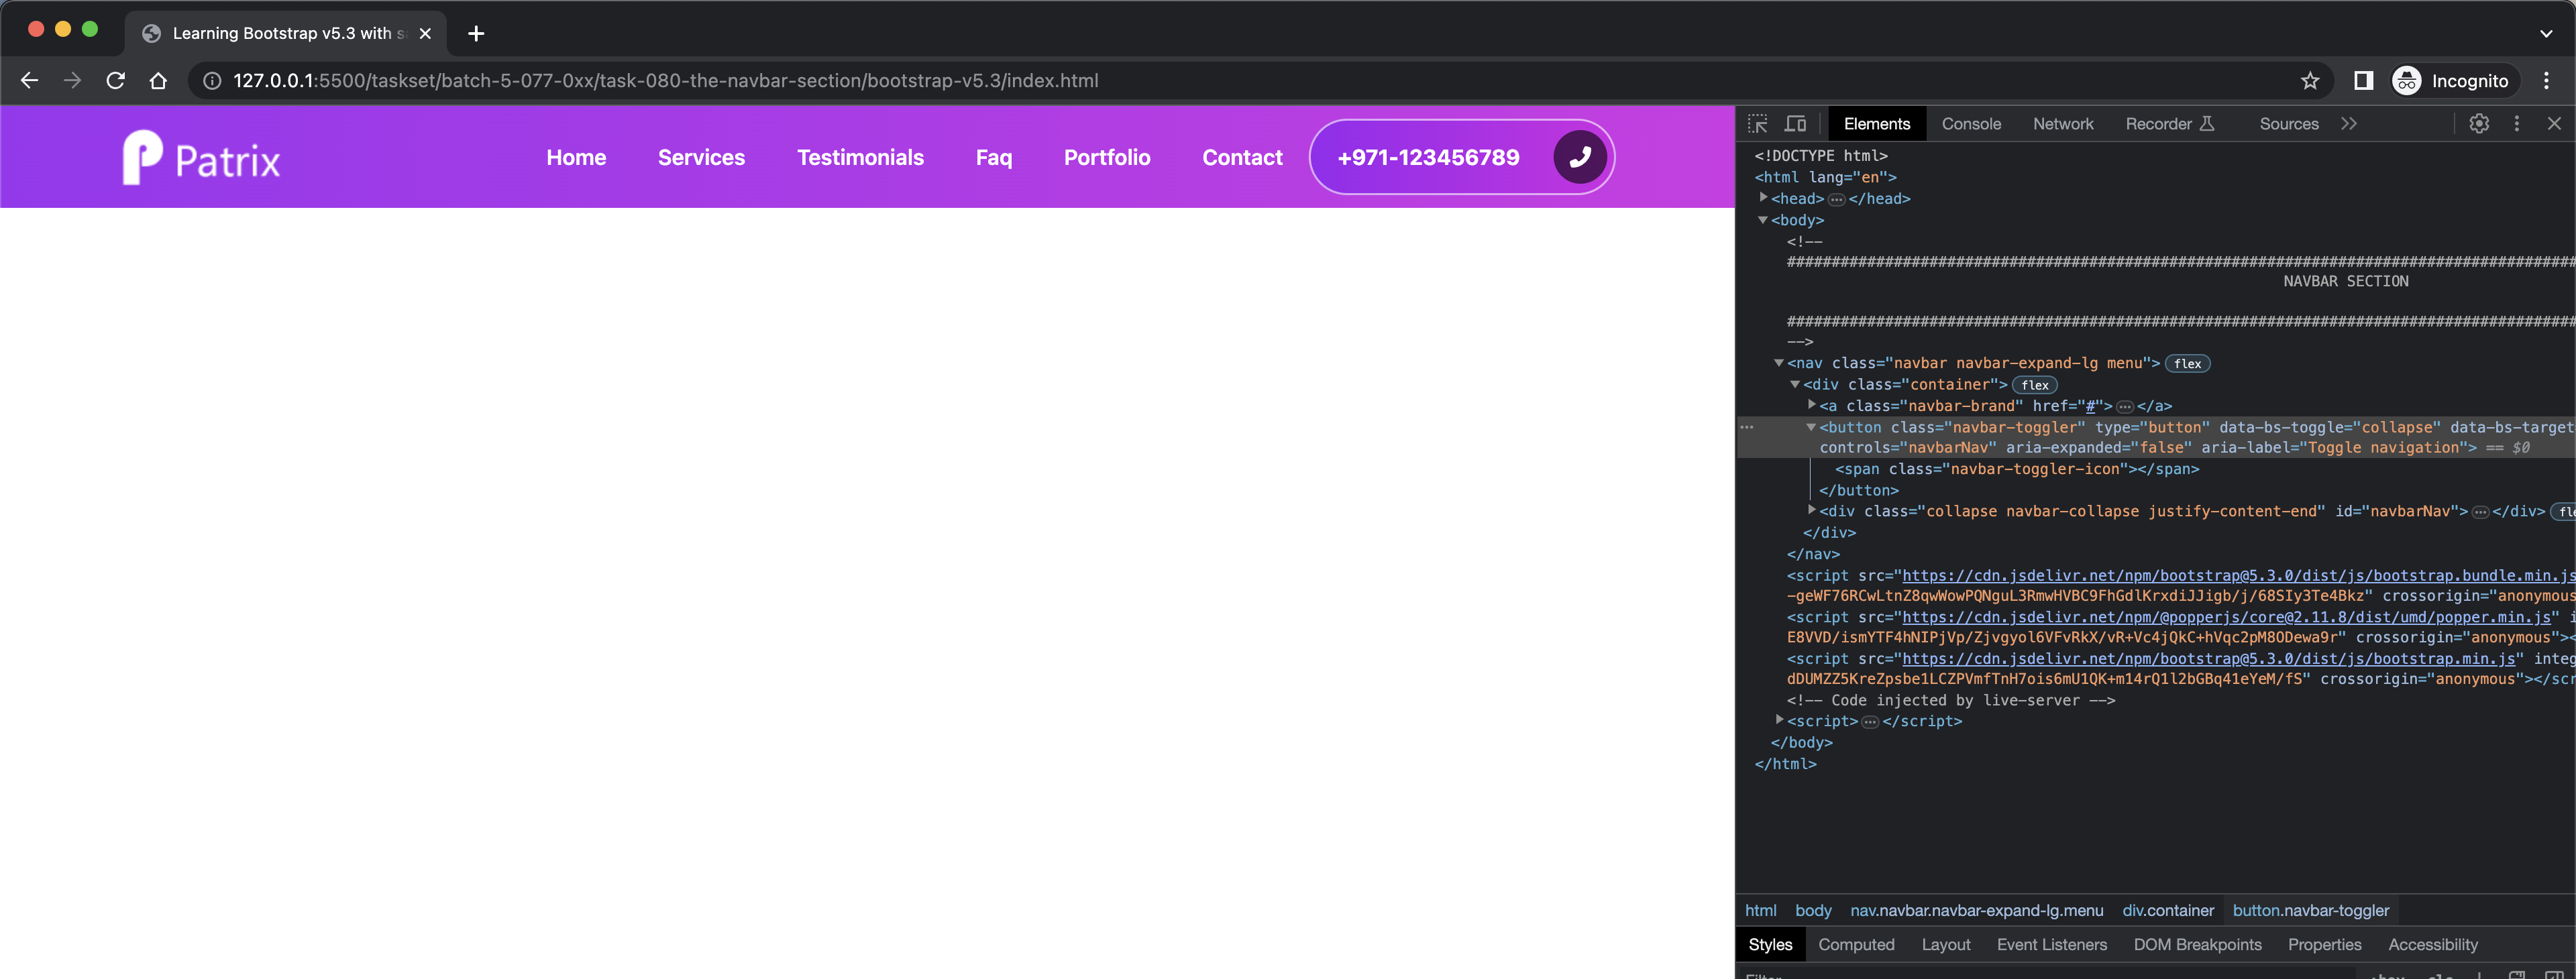 Learning Bootstrap v5.3 with s
127.0.0.1:5500/taskset/batch-5-077-0xx/task-080-the-navbar-section/bootstrap-v5.3/index.html
Incognito
Patrix
Home Services Testimonials Faq Portfolio Contact +971-123456789
Elements Console Network Recorder Sources
<!DOCTYPE html>
<html lang="en">
<head> ··· </head>
<body>
<!--
NAVBAR SECTION
-->
<nav class="navbar navbar-expand-lg menu"> flex
<div class="container"> flex
<a class="navbar-brand" href="#"> ··· </a>
<button class="navbar-toggler" type="button" data-bs-toggle="collapse" data-bs-target
controls="navbarNav" aria-expanded="false" aria-label="Toggle navigation"> == $0
<span class="navbar-toggler-icon"></span>
</button>
<div class="collapse navbar-collapse justify-content-end" id="navbarNav"> ··· </div> fle
</div>
</nav>
<script src="https://cdn.jsdelivr.net/npm/bootstrap@5.3.0/dist/js/bootstrap.bundle.min.js
-geWF76RCwLtnZ8qwWowPQNguL3RmwHVBC9FhGdlKrxdiJJigb/j/68SIy3Te4Bkz" crossorigin="anonymous
<script src="https://cdn.jsdelivr.net/npm/@popperjs/core@2.11.8/dist/umd/popper.min.js" i
E8VVD/ismYTF4hNIPjVp/Zjvgyol6VFvRkX/vR+Vc4jQkC+hVqc2pM8ODewa9r" crossorigin="anonymous"><
<script src="https://cdn.jsdelivr.net/npm/bootstrap@5.3.0/dist/js/bootstrap.min.js" integ
dDUMZZ5KreZpsbe1LCZPVmfTnH7ois6mU1QK+m14rQ1l2bGBq41eYeM/fS" crossorigin="anonymous"></scr
<!-- Code injected by live-server -->
<script> ··· </script>
</body>
</html>
html body nav.navbar.navbar-expand-lg.menu div.container button.navbar-toggler
Styles Computed Layout Event Listeners DOM Breakpoints Properties Accessibility